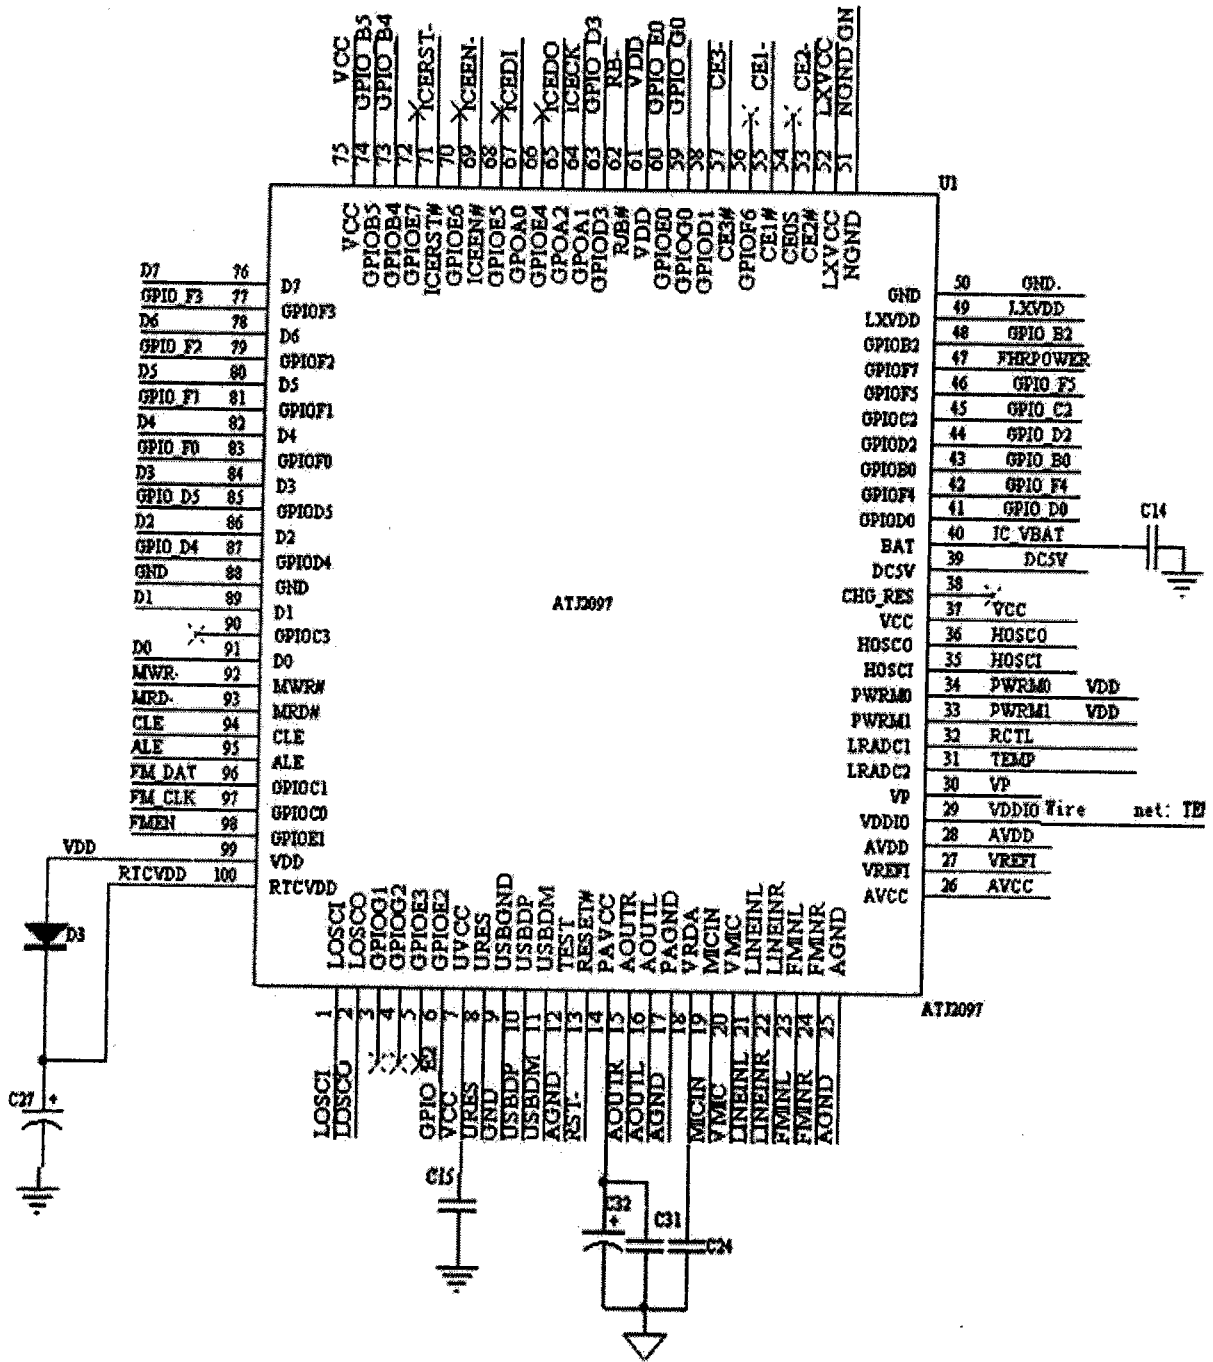 VCC
GPIO_B5
GPIO_B4
ICERST-
ICEEN-
ICEDI
ICEDO
ICECK
GPIO_D3
RB-
VDD
GPIO_E0
GPIO_G0
CE3-
CE1-
CE2-
LXVCC
NGND GN
75
74
73
72
71
70
69
68
67
66
65
64
63
62
61
60
59
58
57
56
55
54
53
52
51
U1
VCC
GPIOB5
GPIOB4
GPIOE7
ICERST#
GPIOE6
ICEEN#
GPIOE5
GPOA0
GPIOE4
GPOA2
GPOA1
GPIOD3
R/B#
VDD
GPIOE0
GPIOG0
GPIOD1
CE3#
GPIOF6
CE1#
CE0S
CE2#
LXVCC
NGND
D7 76 D7
GPIO_F3 77 GPIOF3
D6 78 D6
GPIO_F2 79 GPIOF2
D5 80 D5
GPIO_F1 81 GPIOF1
D4 82 D4
GPIO_F0 83 GPIOF0
D3 84 D3
GPIO_D5 85 GPIOD5
D2 86 D2
GPIO_D4 87 GPIOD4
GND 88 GND
D1 89 D1
90 GPIOC3
D0 91 D0
MWR- 92 MWR#
MRD- 93 MRD#
CLE 94 CLE
ALE 95 ALE
FM_DAT 96 GPIOC1
FM_CLK 97 GPIOC0
FMEN 98 GPIOE1
VDD 99 VDD
RTCVDD 100 RTCVDD
ATJ2097
GND 50 GND.
LXVDD 49 LXVDD
GPIOB2 48 GPIO_B2
GPIOF7 47 FHRPOWER
GPIOF5 46 GPIO_F5
GPIOC2 45 GPIO_C2
GPIOD2 44 GPIO_D2
GPIOB0 43 GPIO_B0
GPIOF4 42 GPIO_F4
GPIOD0 41 GPIO_D0
BAT 40 IC_VBAT
C14
DC5V 39 DC5V
CHG_RES 38
VCC 37 VCC
HOSCO 36 HOSCO
HOSCI 35 HOSCI
PWRM0 34 PWRM0 VDD
PWRM1 33 PWRM1 VDD
LRADC1 32 RCTL
LRADC2 31 TEMP
VP 30 VP
VDDIO 29 VDDIO Wire net: TE
AVDD 28 AVDD
VREFI 27 VREFI
AVCC 26 AVCC
D3
C27 +
LOSCI
LOSCO
GPIOG1
GPIOG2
GPIOE3
GPIOE2
UVCC
URES
USBGND
USBDP
USBDM
TEST
RESET#
PAVCC
AOUTR
AOUTL
PAGND
VRDA
MICIN
VMIC
LINEINL
LINEINR
FMINL
FMINR
AGND
ATJ2097
1
2
3
4
5
6
7
8
9
10
11
12
13
14
15
16
17
18
19
20
21
22
23
24
25
LOSCI
LOSCO
GPIO_E2
VCC
URES
GND
USBDP
USBDM
AGND
RST-
AOUTR
AOUTL
AGND
MICIN
VMIC
LINEINL
LINEINR
FMINL
FMINR
AGND
C15
C32
+
C31
C24